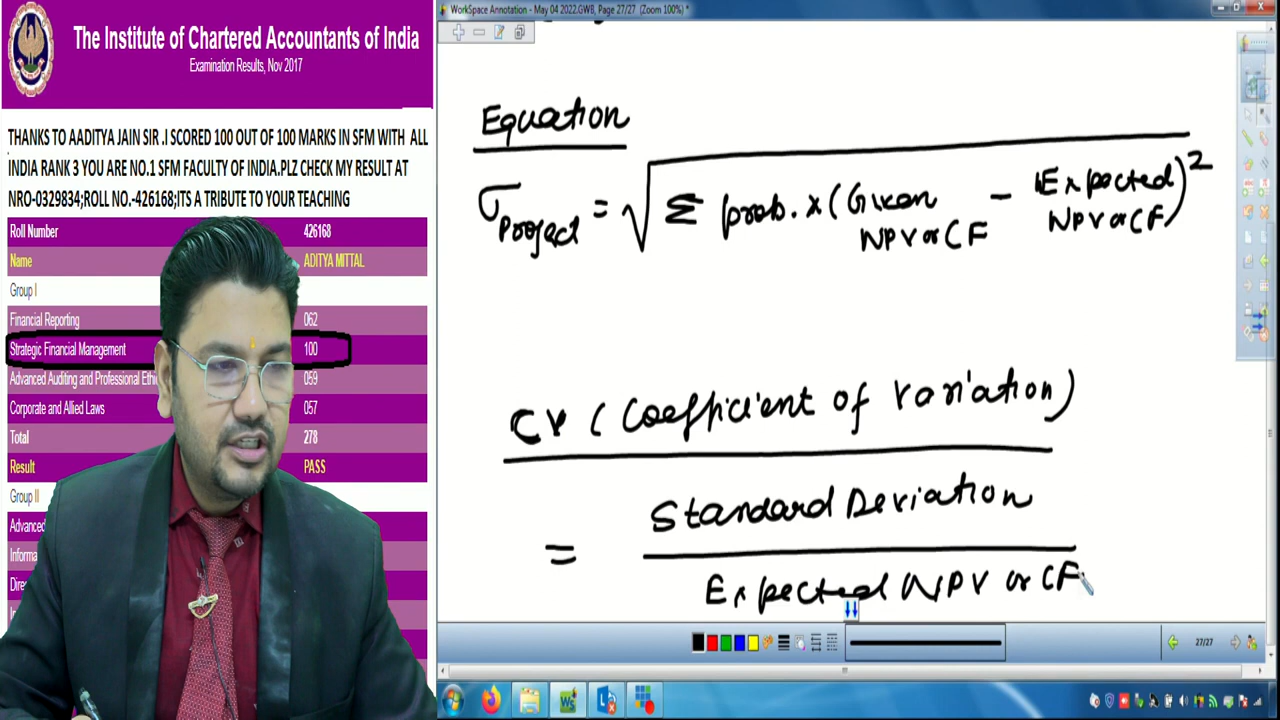 The Institute of Chartered Accountants of India
Examination Results, Nov 2017
THANKS TO AADITYA JAIN SIR .I SCORED 100 OUT OF 100 MARKS IN SFM WITH ALL
INDIA RANK 3 YOU ARE NO.1 SFM FACULTY OF INDIA.PLZ CHECK MY RESULT AT
NRO-0329834;ROLL NO.-426168;ITS A TRIBUTE TO YOUR TEACHING
Roll Number 426168
Name ADITYA MITTAL
Group I
Financial Reporting 062
Strategic Financial Management 100
Advanced Auditing and Professional Ethi 059
Corporate and Allied Laws 057
Total 278
Result PASS
Group II
Advanced
Informa
Dire
WorkSpace Annotation - May 04 2022.GWB, Page 27/27 (Zoom 100%) *
Equation
σProject = √ Σ prob. x (Given NPV or CF - Expected NPV or CF)2
CV (Coefficient of Variation)
= Standard Deviation
Expected NPV or CF
27/27